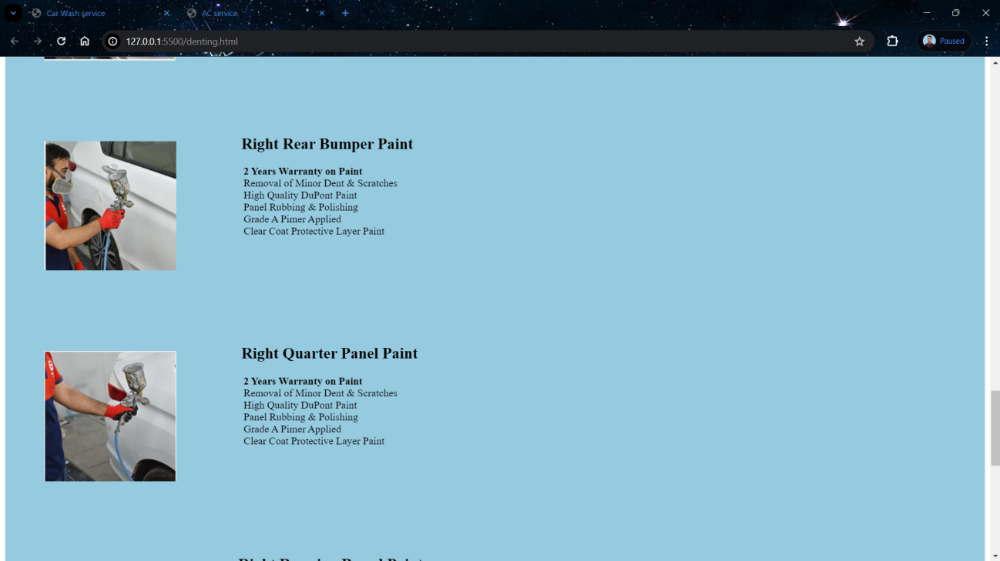 Car Wash service
AC service
127.0.0.1:5500/denting.html
Paused
Right Rear Bumper Paint
2 Years Warranty on Paint
Removal of Minor Dent & Scratches
High Quality DuPont Paint
Panel Rubbing & Polishing
Grade A Pimer Applied
Clear Coat Protective Layer Paint
Right Quarter Panel Paint
2 Years Warranty on Paint
Removal of Minor Dent & Scratches
High Quality DuPont Paint
Panel Rubbing & Polishing
Grade A Pimer Applied
Clear Coat Protective Layer Paint